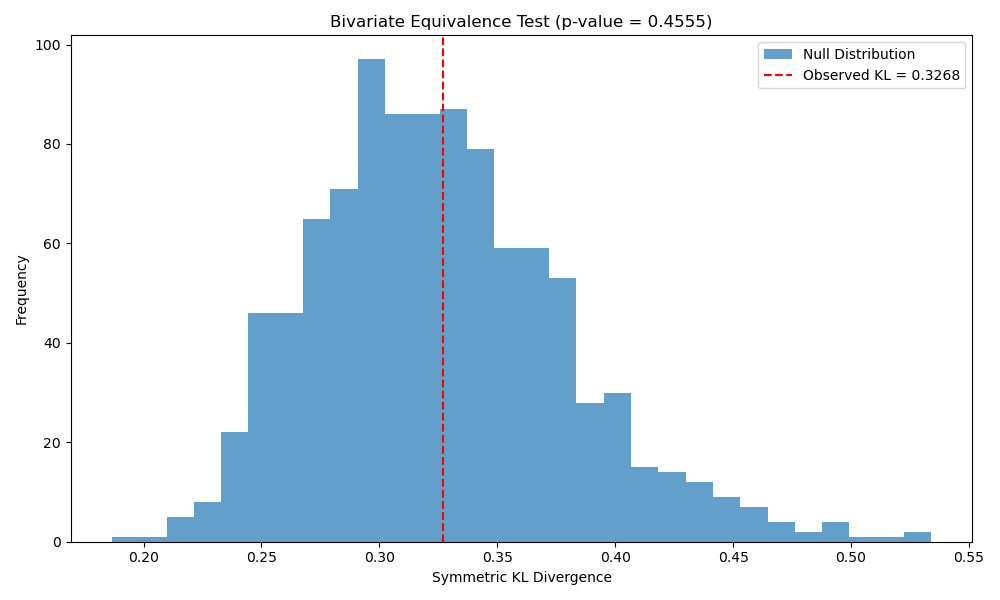 Bivariate Equivalence Test (p-value = 0.4555)
Null Distribution
Observed KL = 0.3268
Frequency
100
80
60
40
20
0
0.20 0.25 0.30 0.35 0.40 0.45 0.50 0.55
Symmetric KL Divergence